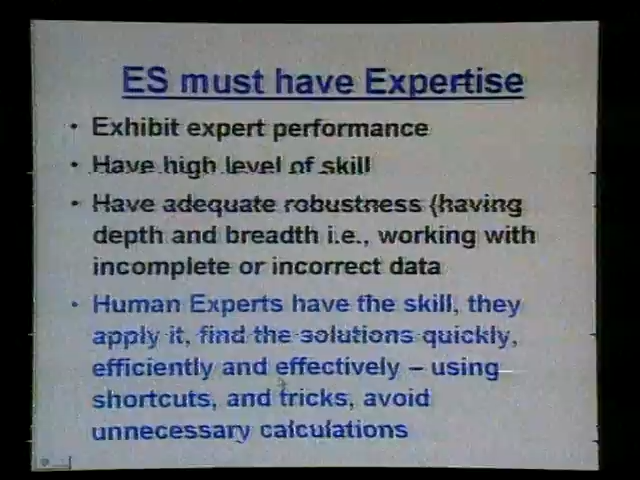 ES must have Expertise
• Exhibit expert performance
• Have high level of skill
• Have adequate robustness (having
depth and breadth i.e., working with
incomplete or incorrect data
• Human Experts have the skill, they
apply it, find the solutions quickly,
efficiently and effectively – using
shortcuts, and tricks, avoid
unnecessary calculations